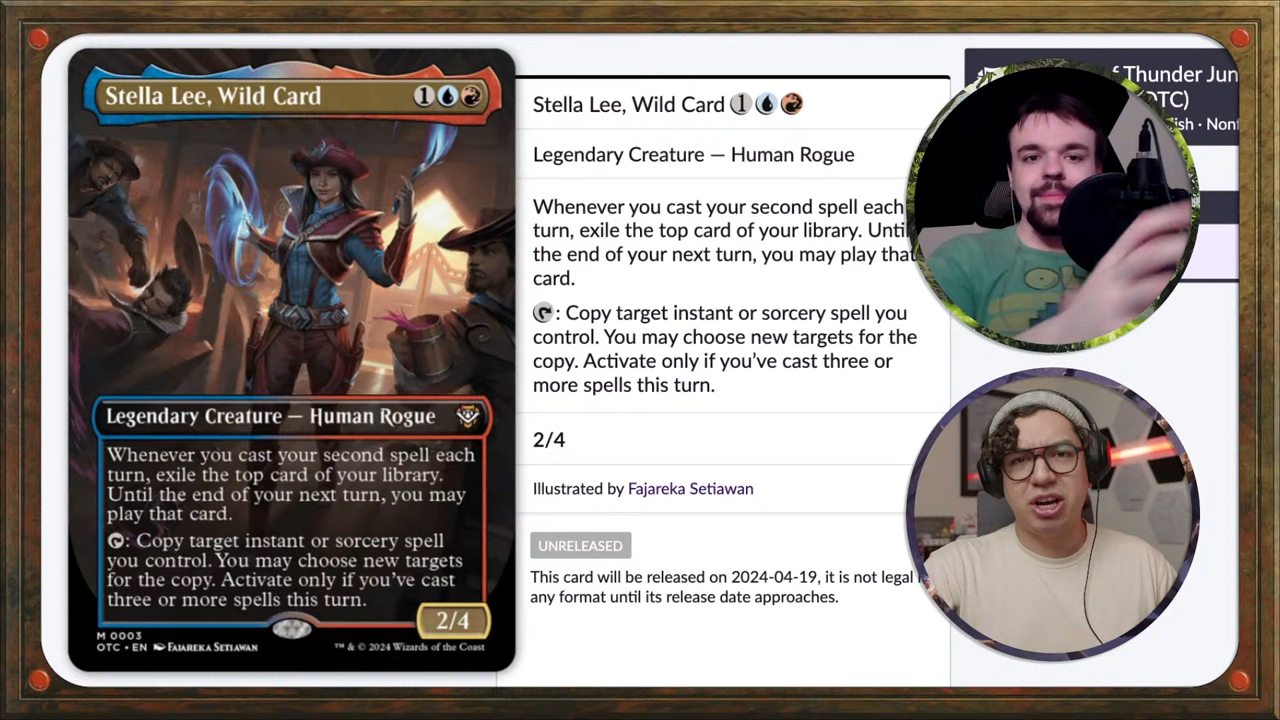 Stella Lee, Wild Card 1
Legendary Creature — Human Rogue
Whenever you cast your second spell each
turn, exile the top card of your library.
Until the end of your next turn, you may
play that card.
: Copy target instant or sorcery spell
you control. You may choose new targets
for the copy. Activate only if you've cast
three or more spells this turn.
2/4
M 0003
OTC • EN Fajareka Setiawan
™ & © 2024 Wizards of the Coast
Stella Lee, Wild Card 1
Legendary Creature — Human Rogue
Whenever you cast your second spell each
turn, exile the top card of your library. Until
the end of your next turn, you may play that
card.
: Copy target instant or sorcery spell you
control. You may choose new targets for the
copy. Activate only if you've cast three or
more spells this turn.
2/4
Illustrated by Fajareka Setiawan
UNRELEASED
This card will be released on 2024-04-19, it is not legal
any format until its release date approaches.
f Thunder Jun
OTC)
ish · Nonf